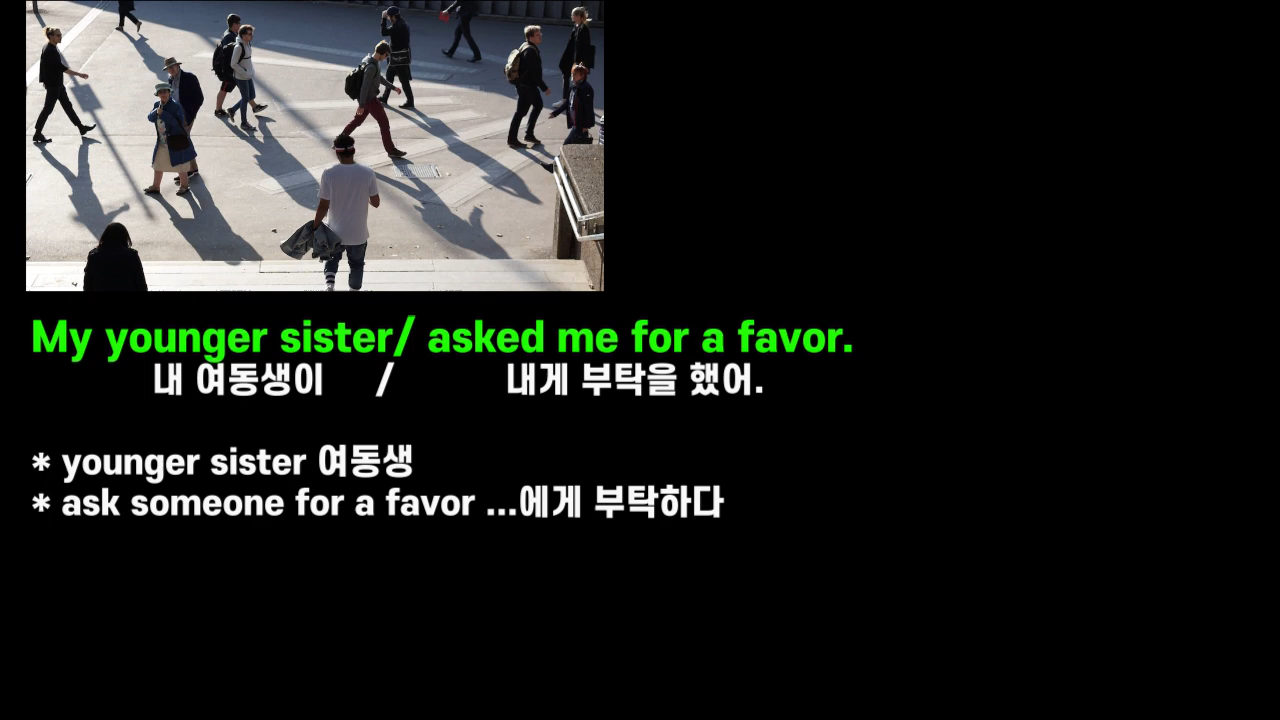 My younger sister/ asked me for a favor.
내 여동생이 / 내게 부탁을 했어.
* younger sister 여동생
* ask someone for a favor ...에게 부탁하다